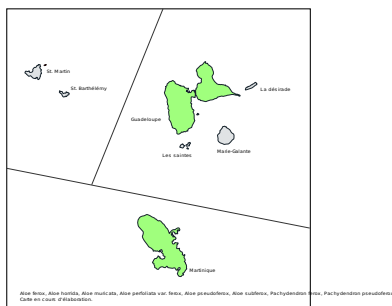 St. Martin
St. Barthélémy
La désirade
Guadeloupe
Les saintes
Marie-Galante
Martinique
Aloe ferox, Aloe horrida, Aloe muricata, Aloe perfoliata var. ferox, Aloe pseudoferox, Aloe subferox, Pachydendron ferox, Pachydendron pseudoferox
Carte en cours d'élaboration.